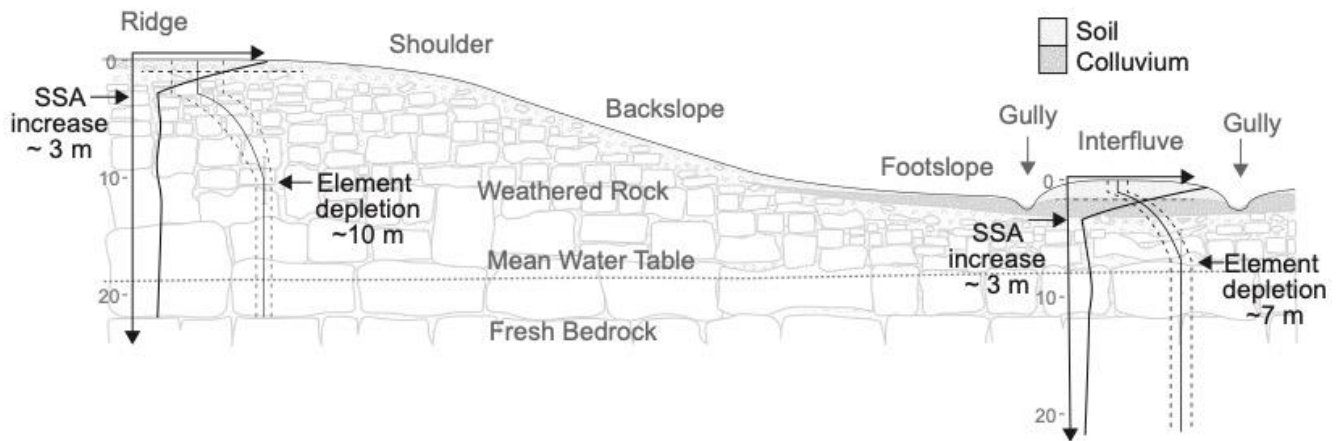 Ridge
Shoulder
Soil
Colluvium
0
SSA
increase
~ 3 m
Backslope
Gully
Gully
Interfluve
Footslope
10
Element
depletion
~10 m
Weathered Rock
0
SSA
increase
~ 3 m
Mean Water Table
Element
depletion
~7 m
20
10
Fresh Bedrock
20